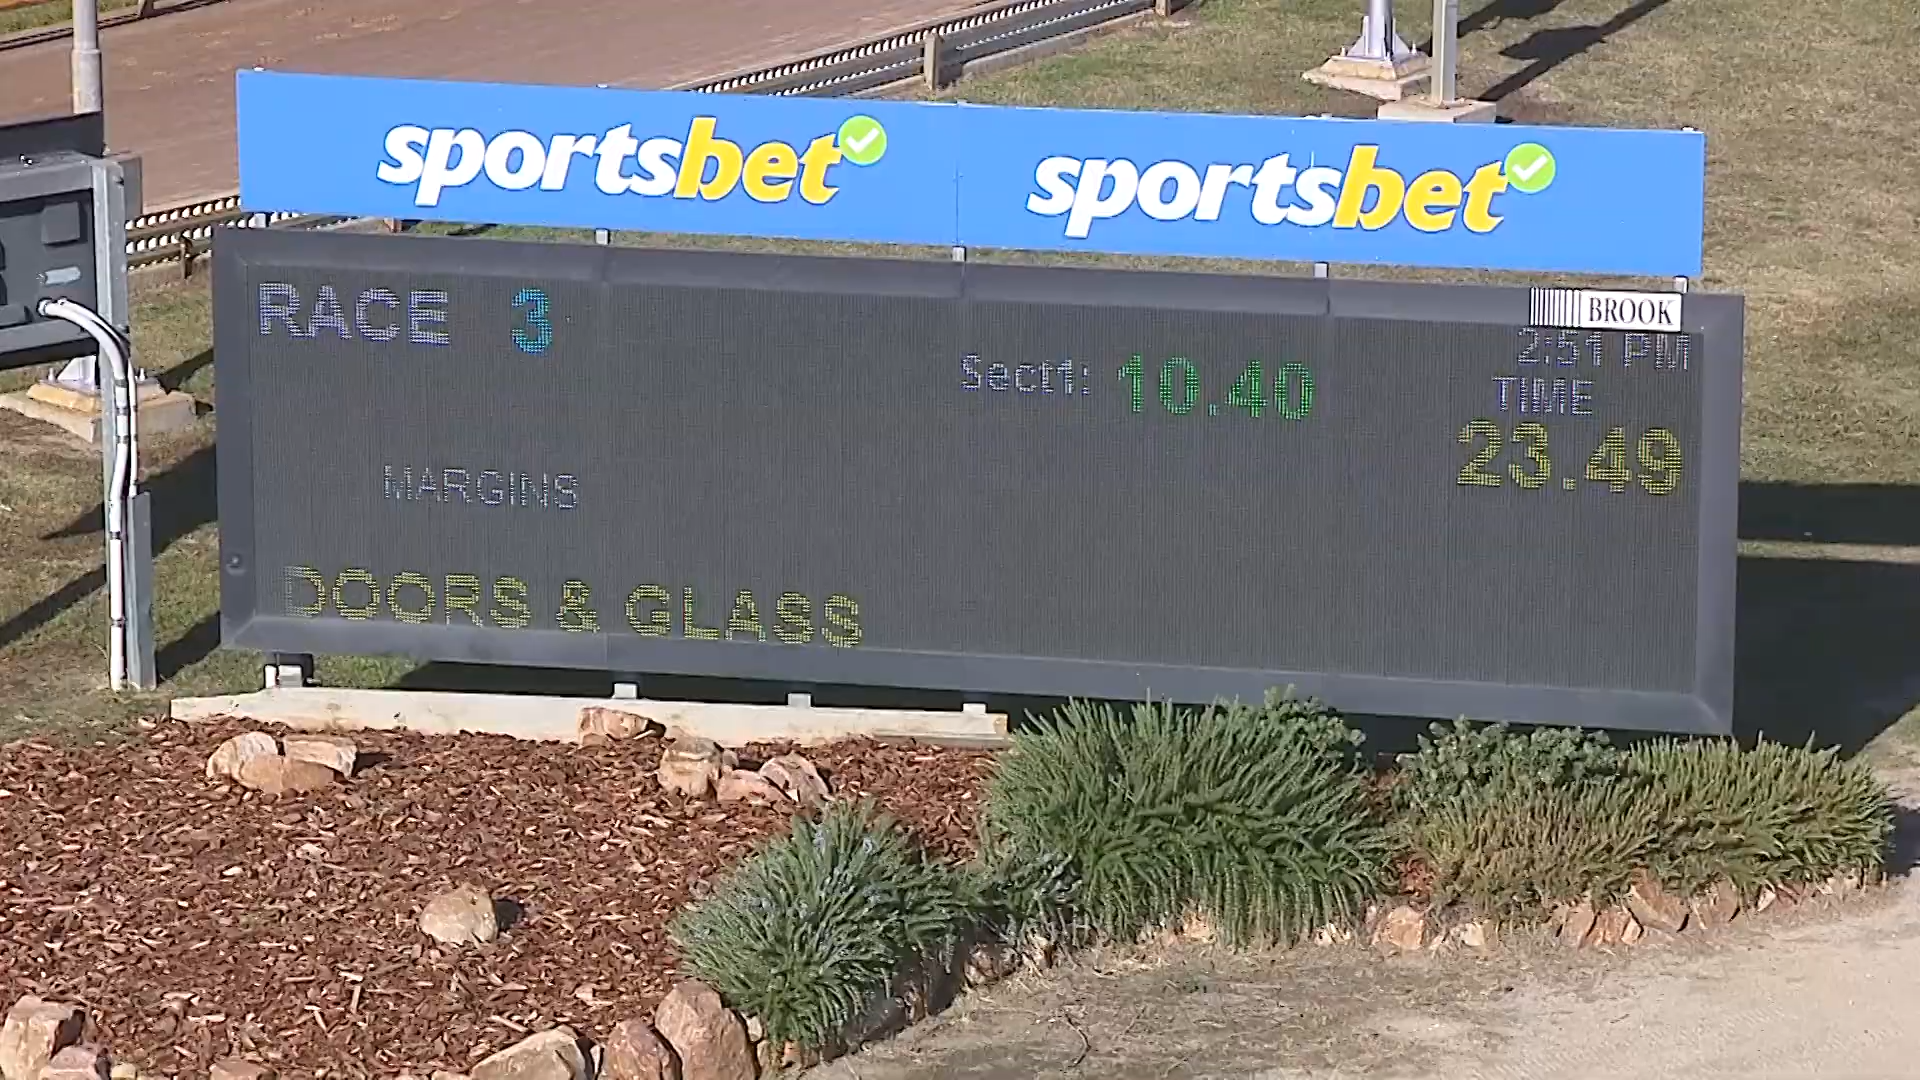 sportsbet sportsbet
BROOK
RACE 3
2:51 PM
Sect1: 10.40
TIME
23.49
MARGINS
DOORS & GLASS